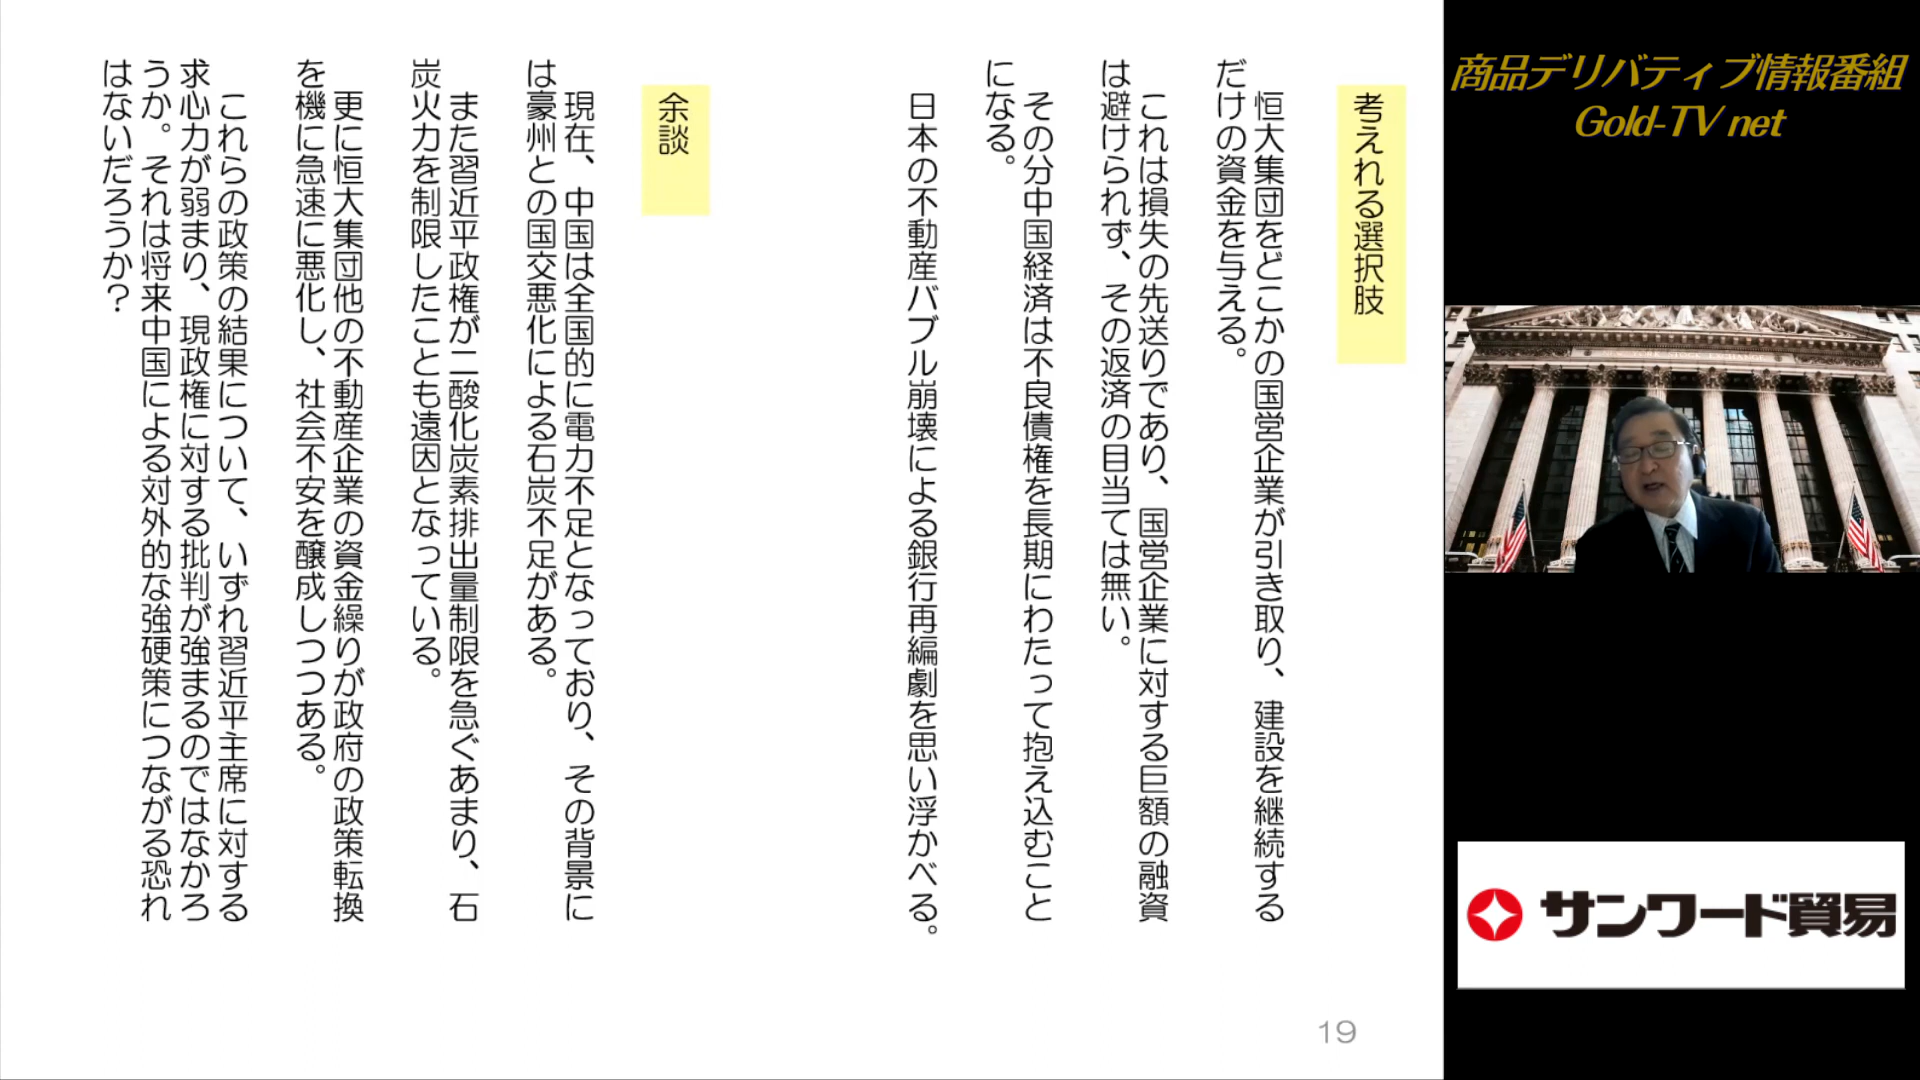 考えれる選択肢
恒大集団をどこかの国営企業が引き取り、建設を継続する
だけの資金を与える。
これは損失の先送りであり、国営企業に対する巨額の融資
は避けられず、その返済の目当ては無い。
その分中国経済は不良債権を長期にわたって抱え込むこと
になる。
日本の不動産バブル崩壊による銀行再編劇を思い浮かべる。
余談
現在、中国は全国的に電力不足となっており、その背景に
は豪州との国交悪化による石炭不足がある。
また習近平政権が二酸化炭素排出量制限を急ぐあまり、石
炭火力を制限したことも遠因となっている。
更に恒大集団他の不動産企業の資金繰りが政府の政策転換
を機に急速に悪化し、社会不安を醸成しつつある。
これらの政策の結果について、いずれ習近平主席に対する
求心力が弱まり、現政権に対する批判が強まるのではなかろ
うか。それは将来中国による対外的な強硬策につながる恐れ
はないだろうか?
19
商品デリバティブ情報番組
Gold-TV net
サンワード貿易